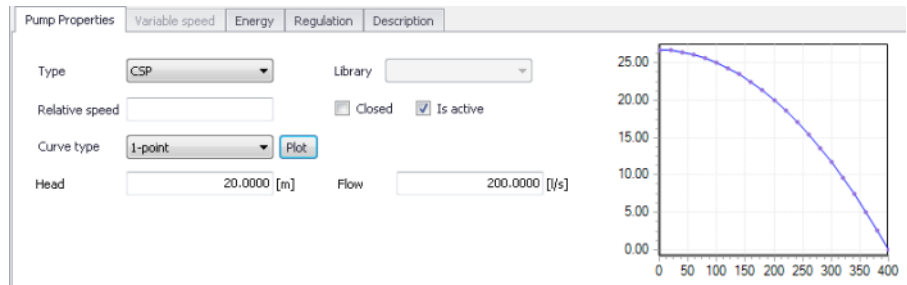 Pump Properties Variable speed Energy Regulation Description
Type CSP Library
Relative speed Closed Is active
Curve type 1-point Plot
Head 20.0000 [m] Flow 200.0000 [l/s]
25.00
20.00
15.00
10.00
5.00
0.00
0 50 100 150 200 250 300 350 400